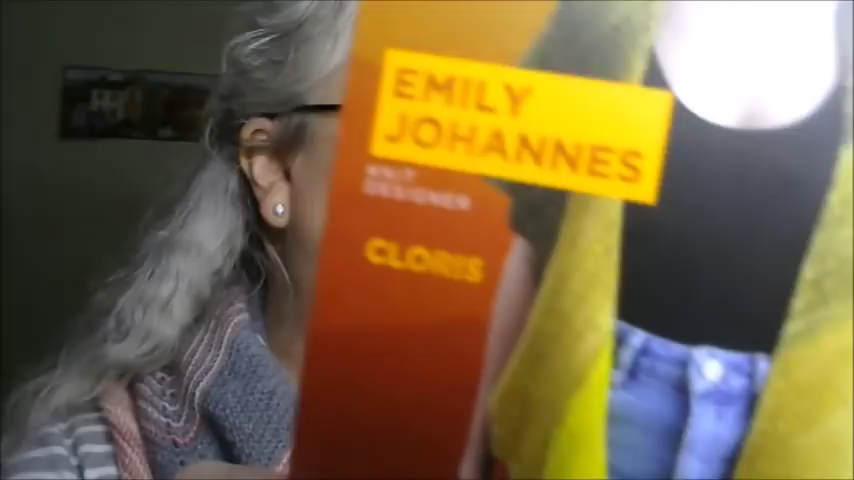 EMILY
JOHANNES
KNIT
DESIGNER
CLORIS